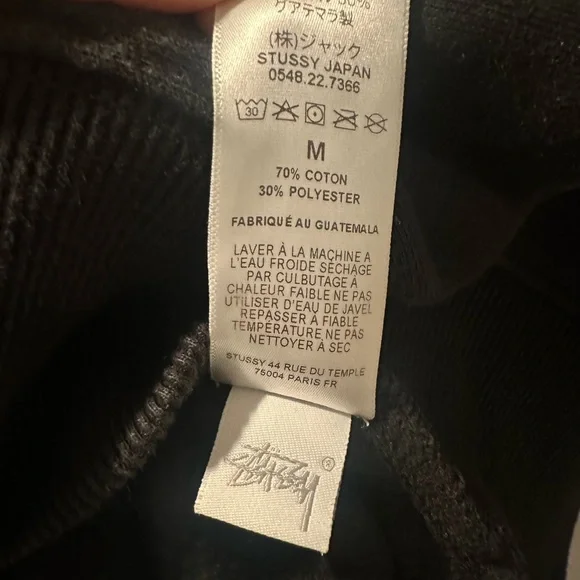 グアテマラ製
(株)ジャック
STUSSY JAPAN
0548.22.7366
30
M
70% COTON
30% POLYESTER
FABRIQUÉ AU GUATEMALA
LAVER À LA MACHINE A
L'EAU FROIDE SÉCHAGE
PAR CULBUTAGE À
CHALEUR FAIBLE NE PAS
UTILISER D'EAU DE JAVEL
REPASSER À FIABLE
TEMPÉRATURE NE PAS
NETTOYER À SEC
STUSSY 44 RUE DU TEMPLE
75004 PARIS FR
Stüssy
®